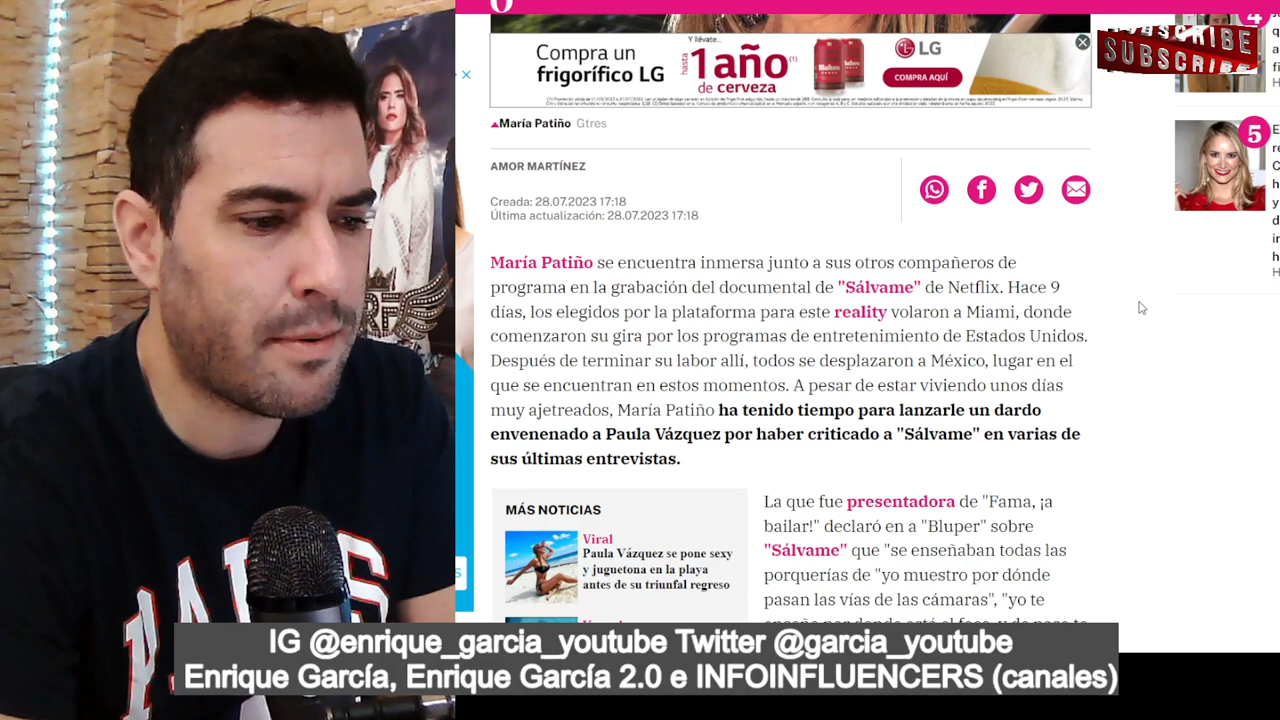 Compra un
frigorífico LG
Y llévate...
hasta
1 año (1)
de cerveza
Mahou
LG
COMPRA AQUÍ
María Patiño Gtres
AMOR MARTÍNEZ
Creada: 28.07.2023 17:18
Última actualización: 28.07.2023 17:18
María Patiño se encuentra inmersa junto a sus otros compañeros de
programa en la grabación del documental de "Sálvame" de Netflix. Hace 9
días, los elegidos por la plataforma para este reality volaron a Miami, donde
comenzaron su gira por los programas de entretenimiento de Estados Unidos.
Después de terminar su labor allí, todos se desplazaron a México, lugar en el
que se encuentran en estos momentos. A pesar de estar viviendo unos días
muy ajetreados, María Patiño ha tenido tiempo para lanzarle un dardo
envenenado a Paula Vázquez por haber criticado a "Sálvame" en varias de
sus últimas entrevistas.
MÁS NOTICIAS
Viral
Paula Vázquez se pone sexy
y juguetona en la playa
antes de su triunfal regreso
La que fue presentadora de "Fama, ¡a
bailar!" declaró en a "Bluper" sobre
"Sálvame" que "se enseñaban todas las
porquerías de "yo muestro por dónde
pasan las vías de las cámaras", "yo te
SUBSCRIBE
4
5
IG @enrique_garcia_youtube Twitter @garcia_youtube
Enrique García, Enrique García 2.0 e INFOINFLUENCERS (canales)